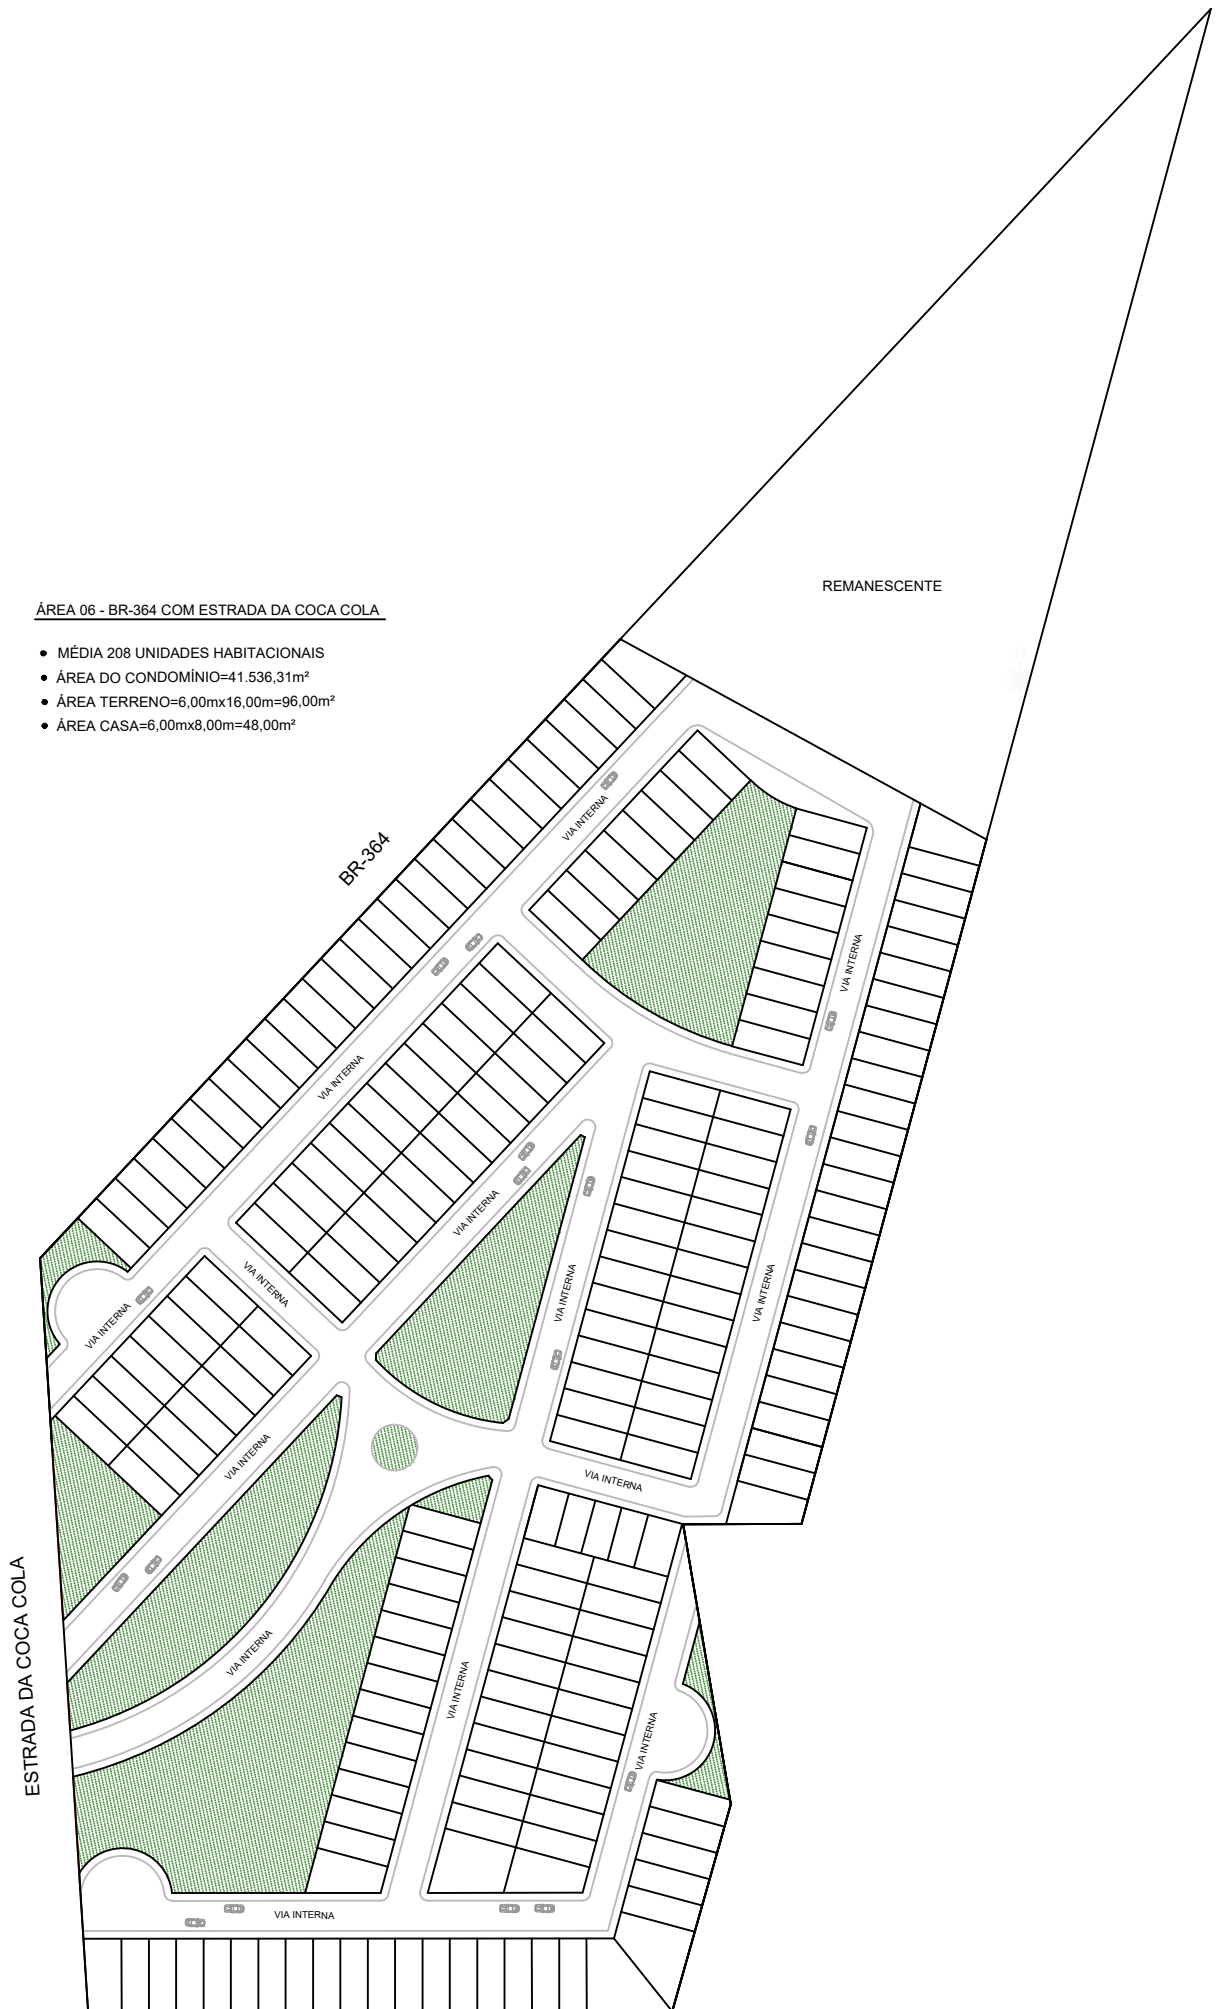 REMANESCENTE
ÁREA 06 - BR-364 COM ESTRADA DA COCA COLA
• MÉDIA 208 UNIDADES HABITACIONAIS
• ÁREA DO CONDOMÍNIO=41.536,31m²
• ÁREA TERRENO=6,00mx16,00m=96,00m²
• ÁREA CASA=6,00mx8,00m=48,00m²
BR-364
VIA INTERNA
VIA INTERNA
VIA INTERNA
VIA INTERNA
VIA INTERNA
VIA INTERNA
VIA INTERNA
VIA INTERNA
VIA INTERNA
VIA INTERNA
VIA INTERNA
ESTRADA DA COCA COLA
VIA INTERNA
VIA INTERNA
VIA INTERNA
VIA INTERNA